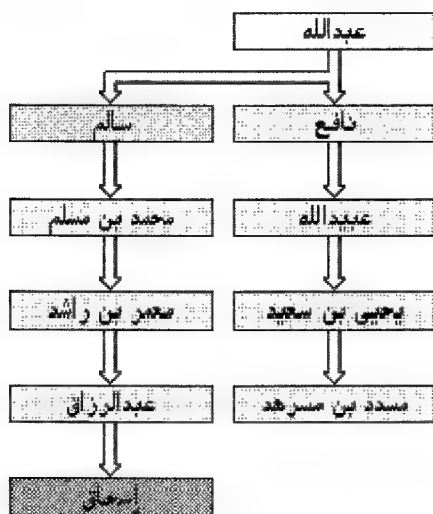 عبدالله
نافع
سالم
عبيدالله
محمد بن مسلم
يحيى بن سعيد
معمر بن راشد
مسدد بن مسرهد
عبدالرزاق
إسحاق